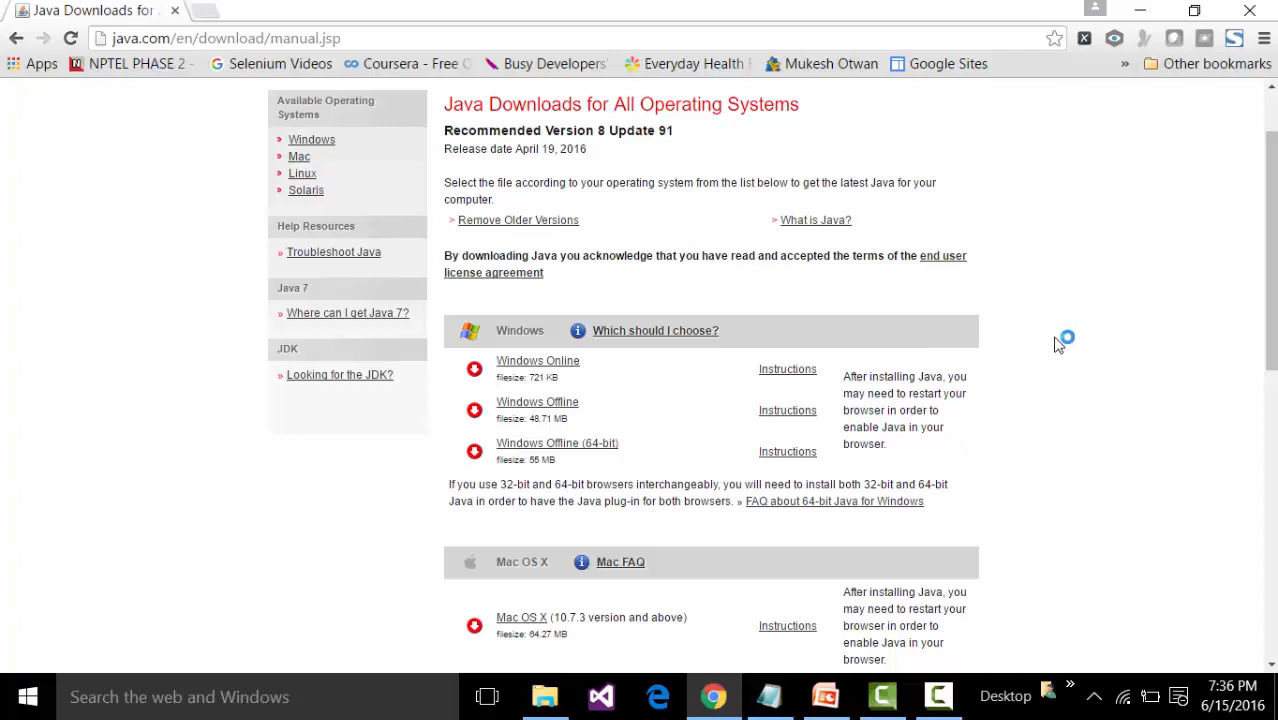 Java Downloads for
java.com/en/download/manual.jsp
Apps
NPTEL PHASE 2 -
Selenium Videos
Coursera - Free
Busy Developers'
Everyday Health
Mukesh Otwan
Google Sites
»
Other bookmarks
Available Operating
Systems
» Windows
» Mac
» Linux
» Solaris
Help Resources
» Troubleshoot Java
Java 7
» Where can I get Java 7?
JDK
» Looking for the JDK?
Java Downloads for All Operating Systems
Recommended Version 8 Update 91
Release date April 19, 2016
Select the file according to your operating system from the list below to get the latest Java for your
computer.
> Remove Older Versions
> What is Java?
By downloading Java you acknowledge that you have read and accepted the terms of the end user
license agreement
Windows
Which should I choose?
Windows Online
filesize: 721 KB
Instructions
Windows Offline
filesize: 48.71 MB
Instructions
Windows Offline (64-bit)
filesize: 55 MB
Instructions
After installing Java, you
may need to restart your
browser in order to
enable Java in your
browser.
If you use 32-bit and 64-bit browsers interchangeably, you will need to install both 32-bit and 64-bit
Java in order to have the Java plug-in for both browsers. » FAQ about 64-bit Java for Windows
Mac OS X
Mac FAQ
Mac OS X (10.7.3 version and above)
filesize: 64.27 MB
Instructions
After installing Java, you
may need to restart your
browser in order to
enable Java in your
browser.
Search the web and Windows
Desktop
»
7:36 PM
6/15/2016